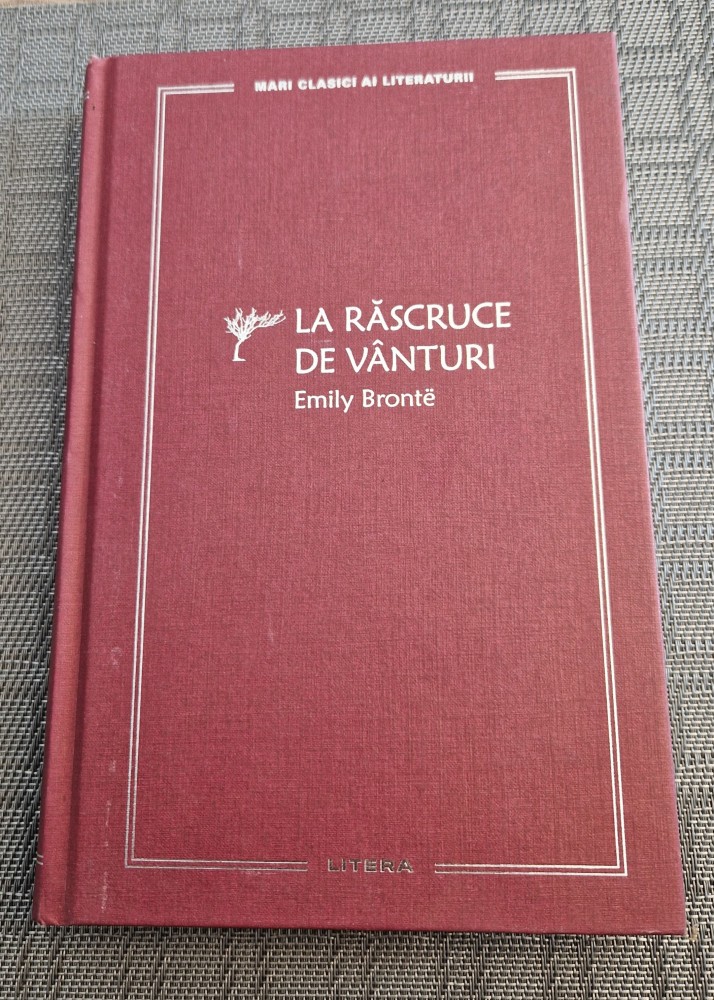 MARI CLASICI AI LITERATURII
LA RĂSCRUCE
DE VÂNTURI
Emily Brontë
LITERA